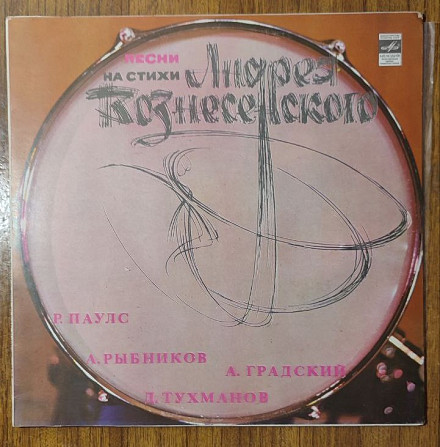 ПЕСНИ
НА СТИХИ Андрея
Вознесенского
Р. ПАУЛС
А. РЫБНИКОВ
А. ГРАДСКИЙ
Д. ТУХМАНОВ